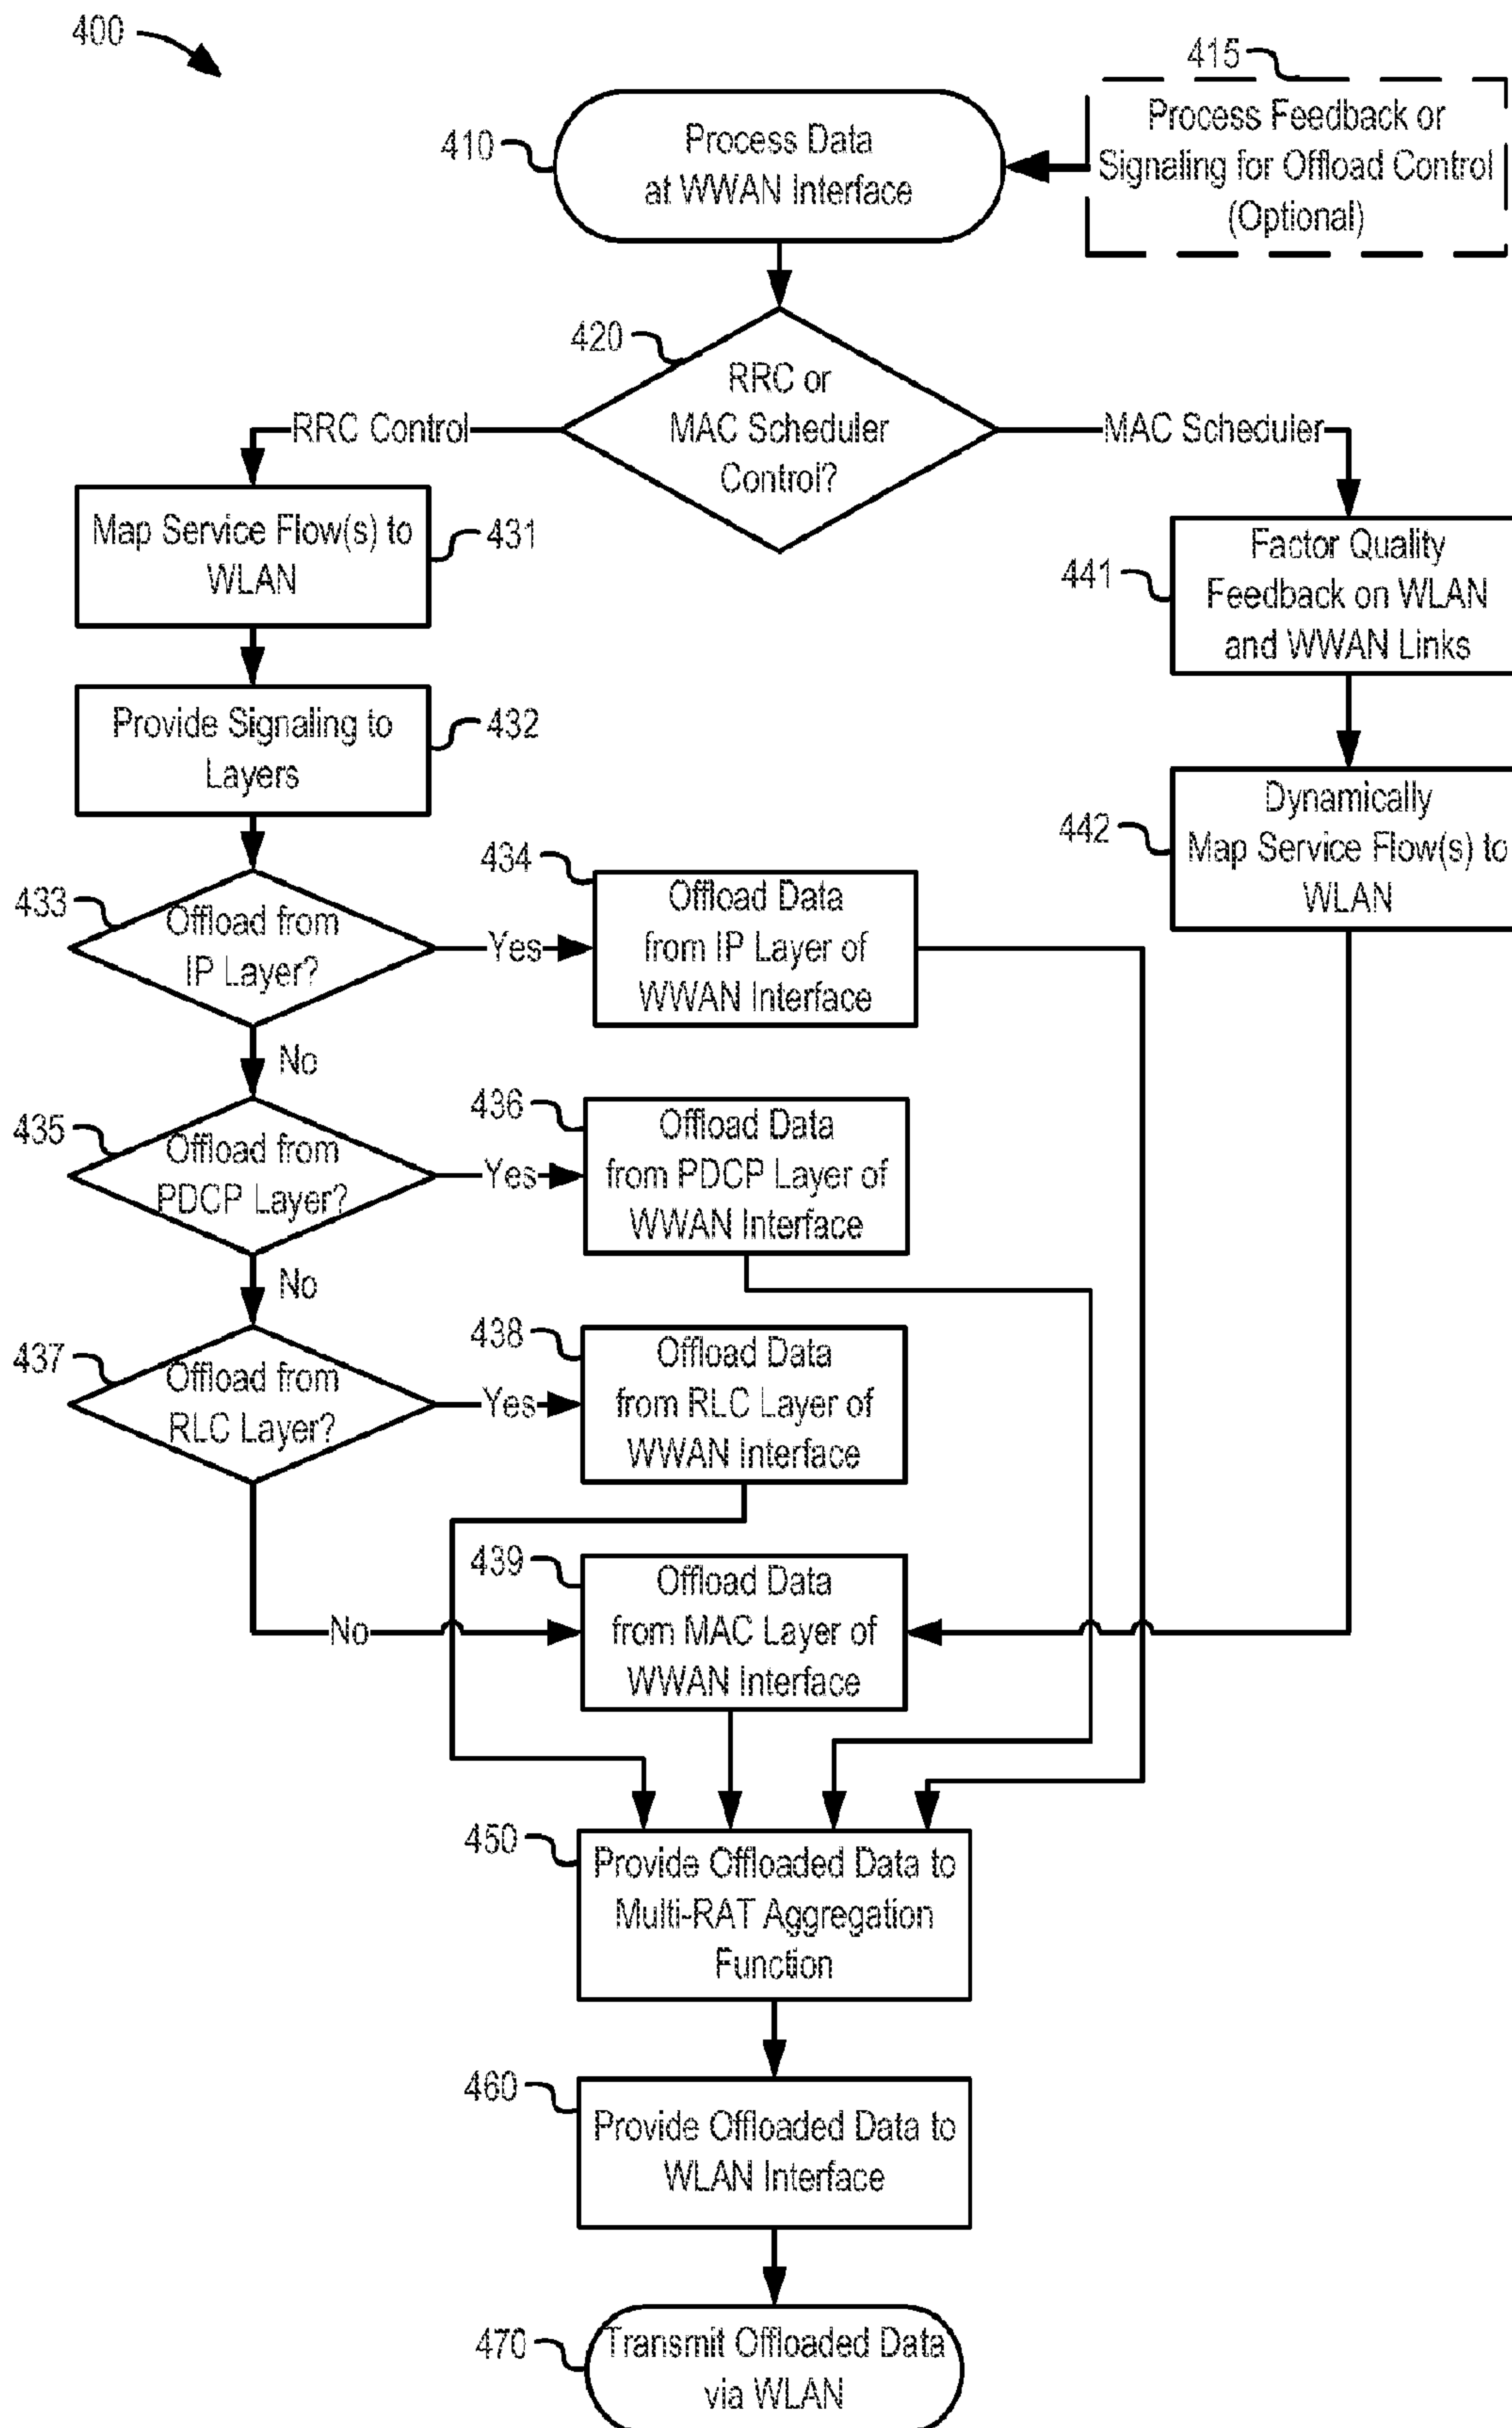 400
415
Process Feedback or
Signaling for Offload Control
(Optional)
410
Process Data
at WWAN Interface
420
RRC or
MAC Scheduler
Control?
RRC Control
MAC Scheduler
Map Service Flow(s) to
WLAN
431
441
Factor Quality
Feedback on WLAN
and WWAN Links
Provide Signaling to
Layers
432
442
Dynamically
Map Service Flow(s) to
WLAN
433
Offload from
IP Layer?
Yes
434
Offload Data
from IP Layer of
WWAN Interface
No
435
Offload from
PDCP Layer?
Yes
436
Offload Data
from PDCP Layer of
WWAN Interface
No
437
Offload from
RLC Layer?
Yes
438
Offload Data
from RLC Layer of
WWAN Interface
No
439
Offload Data
from MAC Layer of
WWAN Interface
450
Provide Offloaded Data to
Multi-RAT Aggregation
Function
460
Provide Offloaded Data to
WLAN Interface
470
Transmit Offloaded Data
via WLAN